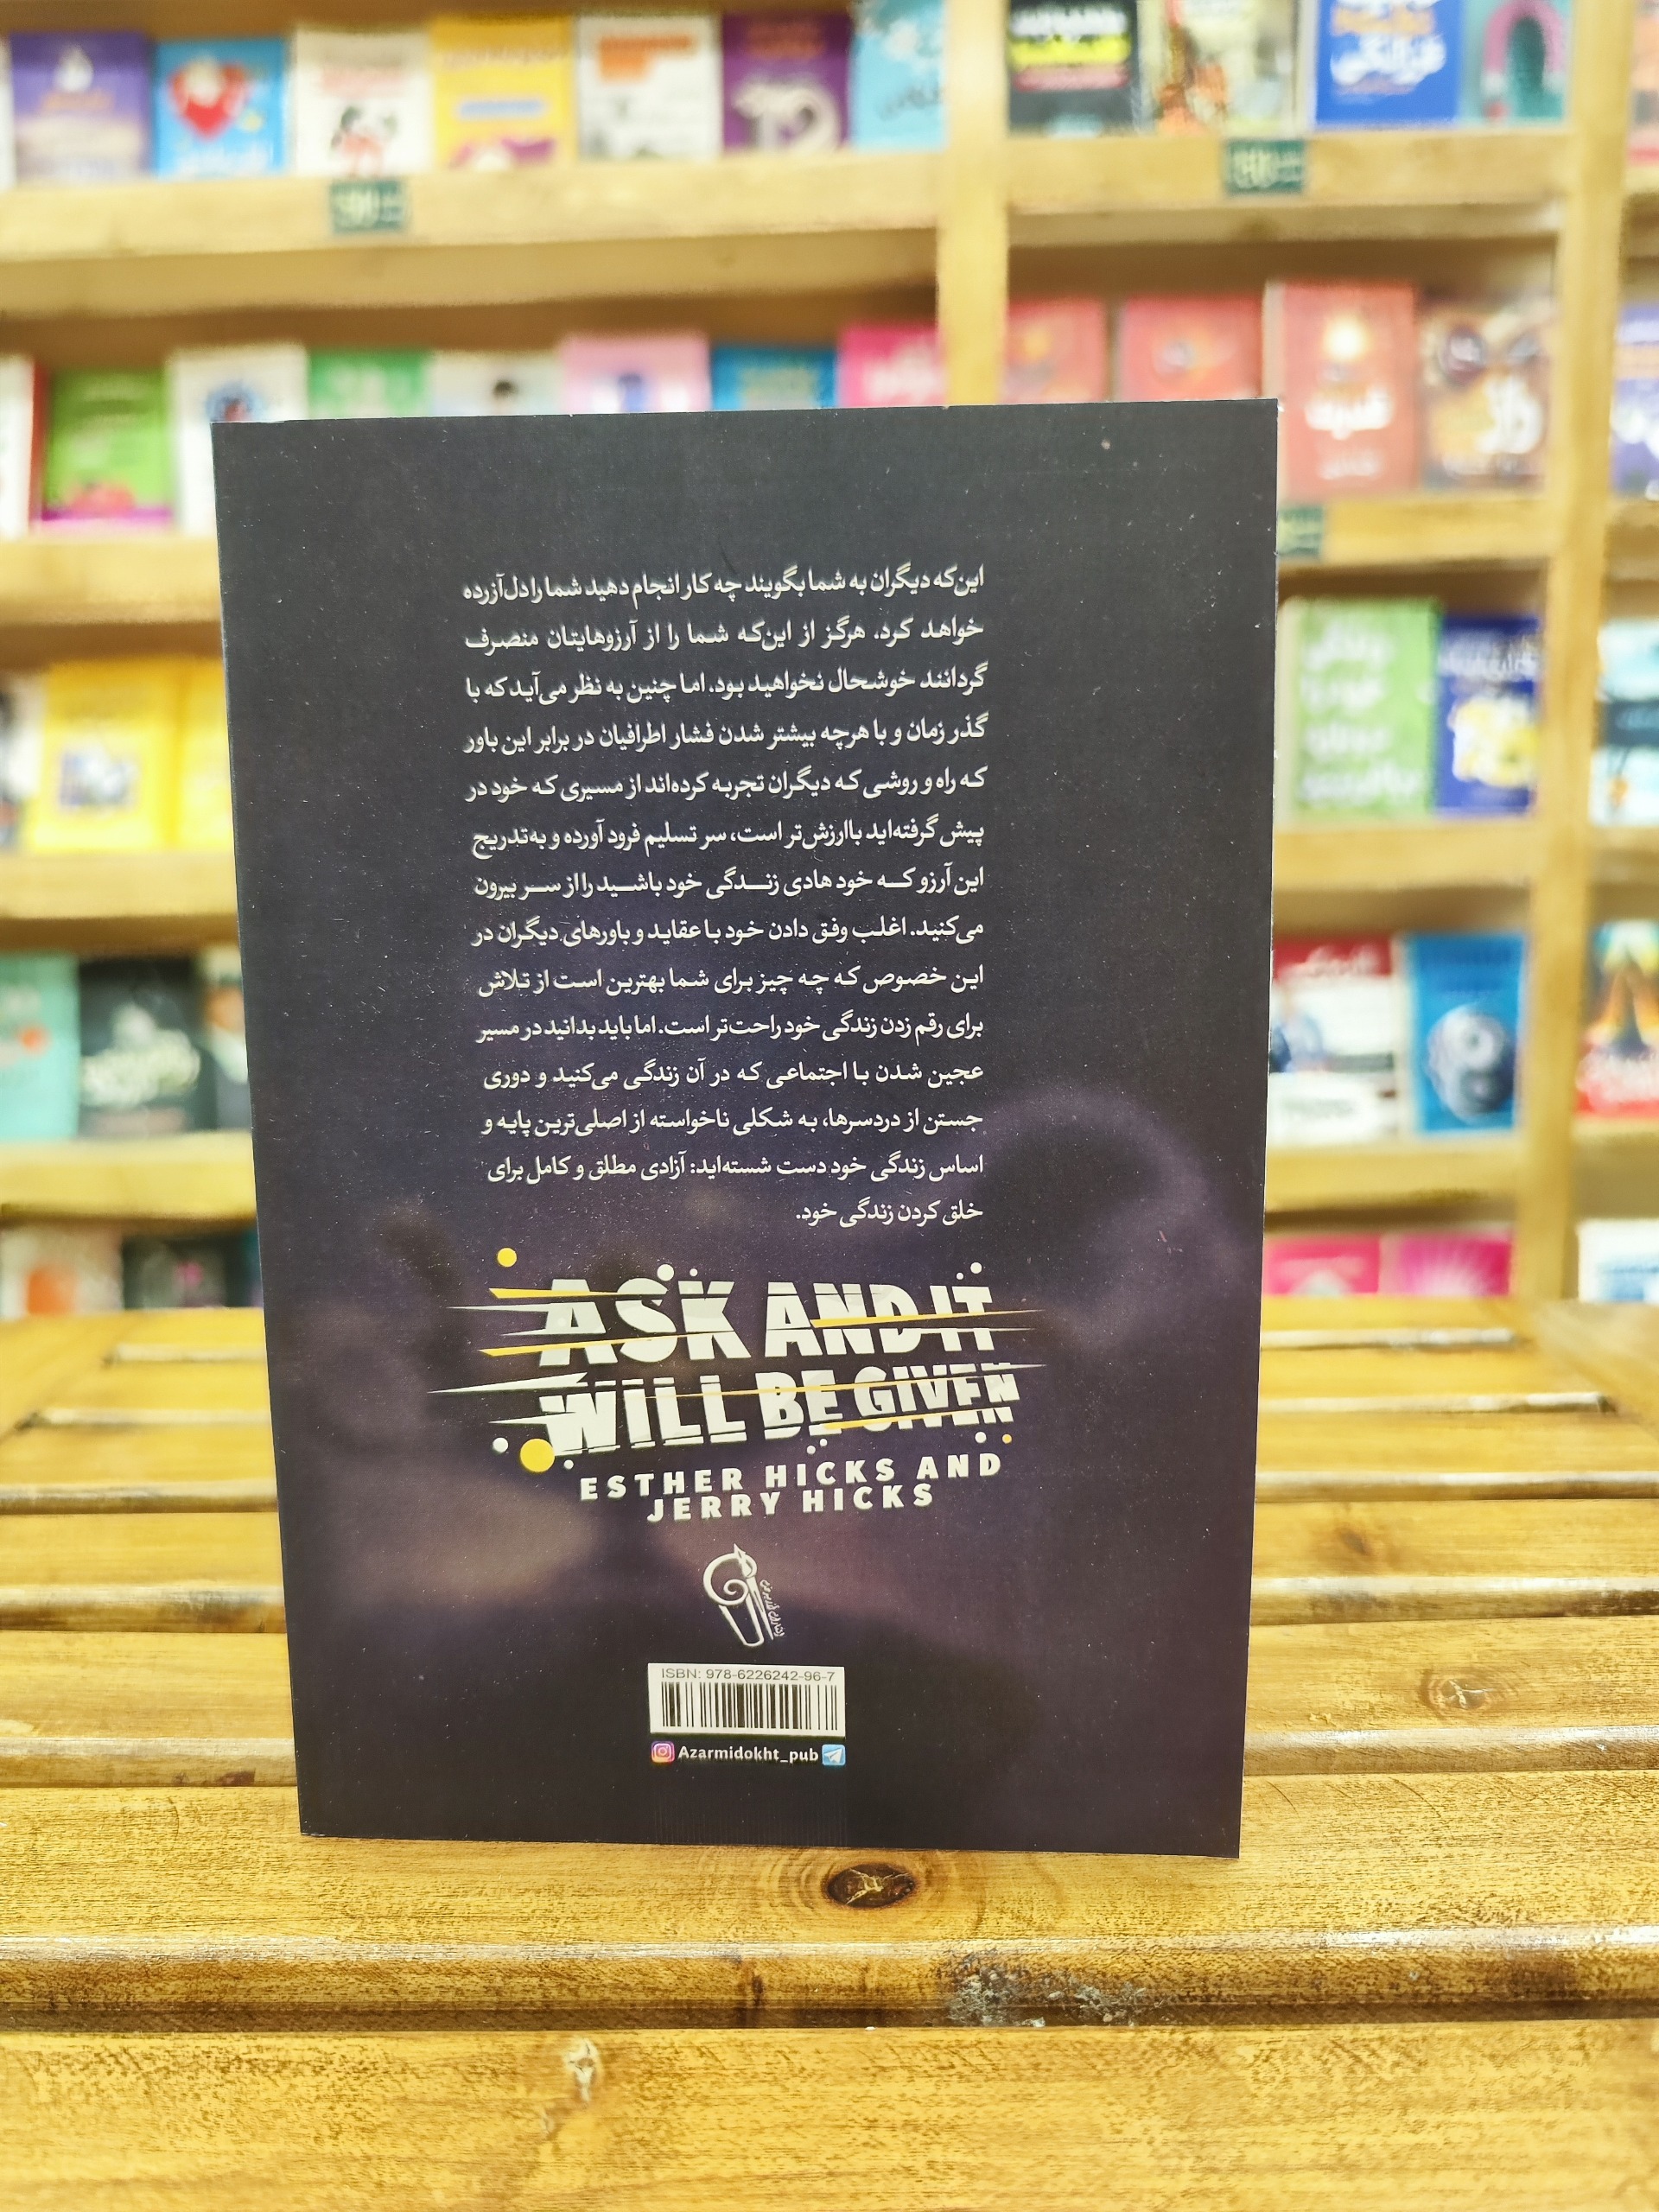 این‌که دیگران به شما بگویند چه کار انجام دهید شما را دل‌آزرده
خواهد کرد. هرگز از این‌که شما را از آرزوهایتان منصرف
گردانند خوشحال نخواهید بود. اما چنین به نظر می‌آید که با
گذر زمان و با هرچه بیشتر شدن فشار اطرافیان در برابر این باور
که راه و روشی که دیگران تجربه کرده‌اند از مسیری که خود در
پیش گرفته‌اید باارزش‌تر است، سر تسلیم فرود آورده و به‌تدریج
این آرزو که خود هادی زندگی خود باشید را از سر بیرون
می‌کنید. اغلب وفق دادن خود با عقاید و باورهای دیگران در
این خصوص که چه چیز برای شما بهترین است از تلاش
برای رقم زدن زندگی خود راحت‌تر است. اما باید بدانید در مسیر
عجین شدن با اجتماعی که در آن زندگی می‌کنید و دوری
جستن از دردسرها، به شکلی ناخواسته از اصلی‌ترین پایه و
اساس زندگی خود دست شسته‌اید: آزادی مطلق و کامل برای
خلق کردن زندگی خود.
ASK AND IT
WILL BE GIVEN
ESTHER HICKS AND
JERRY HICKS
ISBN: 978-6226242-96-7
Azarmidokht_pub
قدرت
راز